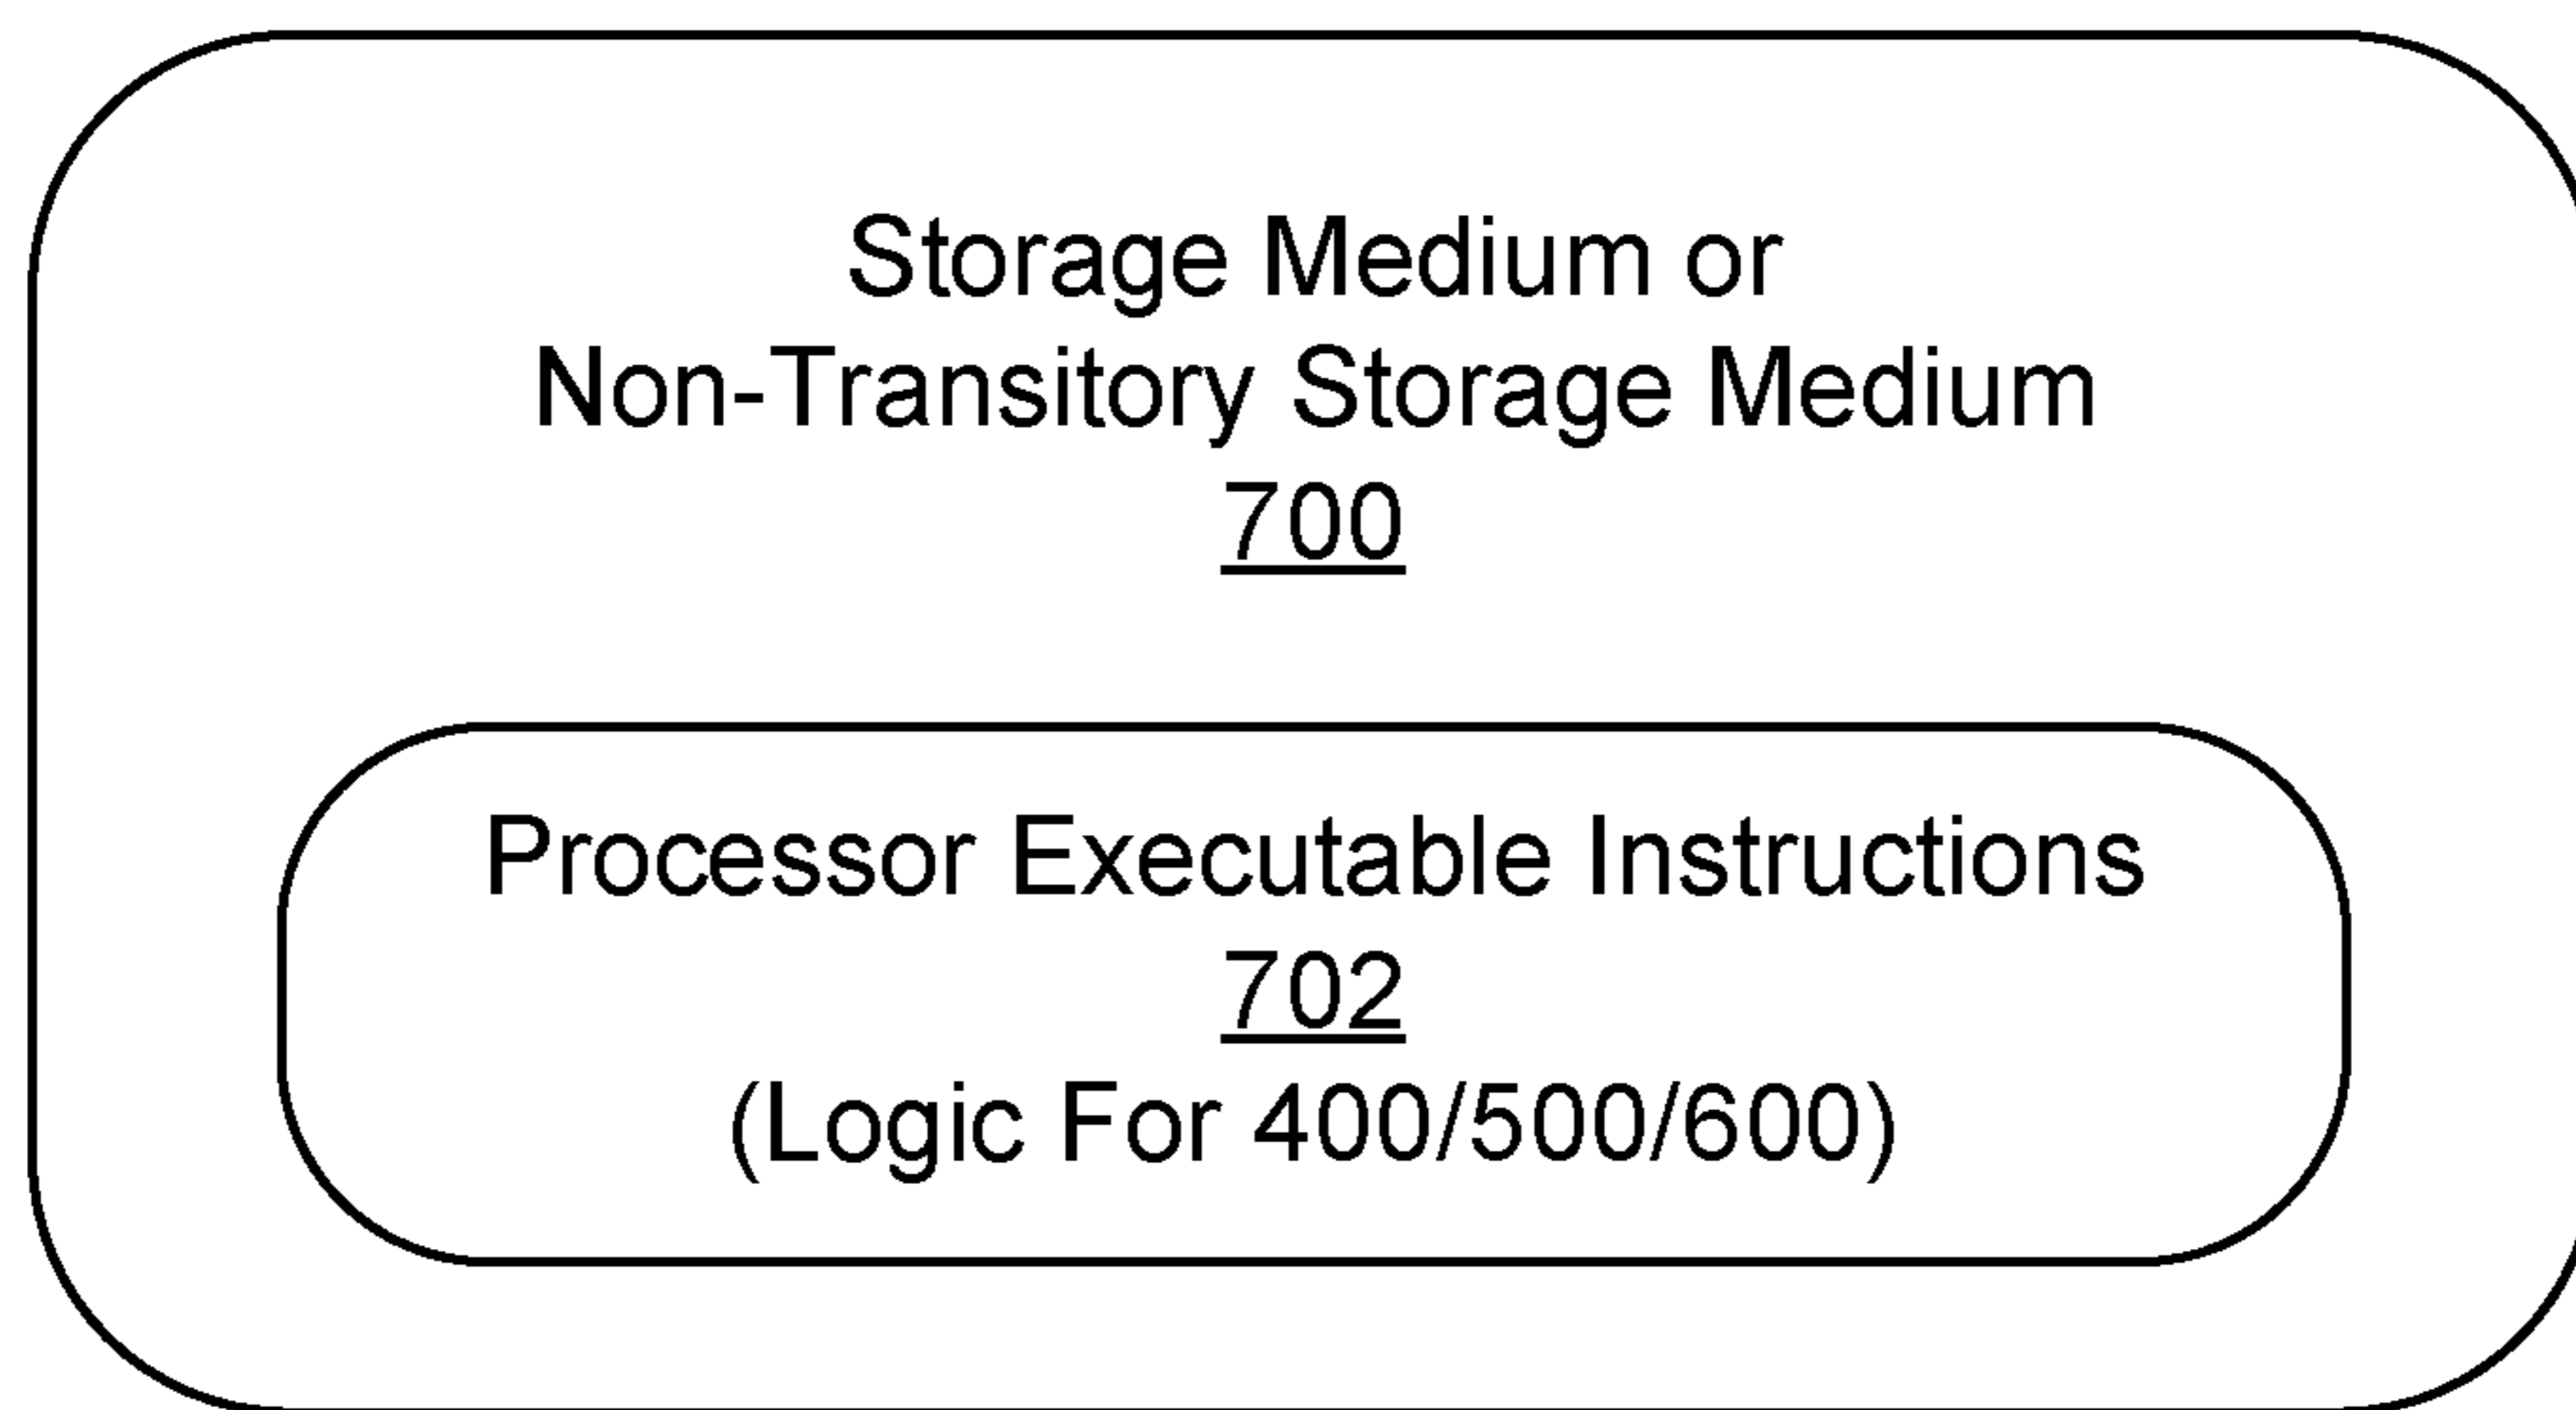 Storage Medium or
Non-Transitory Storage Medium
700
Processor Executable Instructions
702
(Logic For 400/500/600)